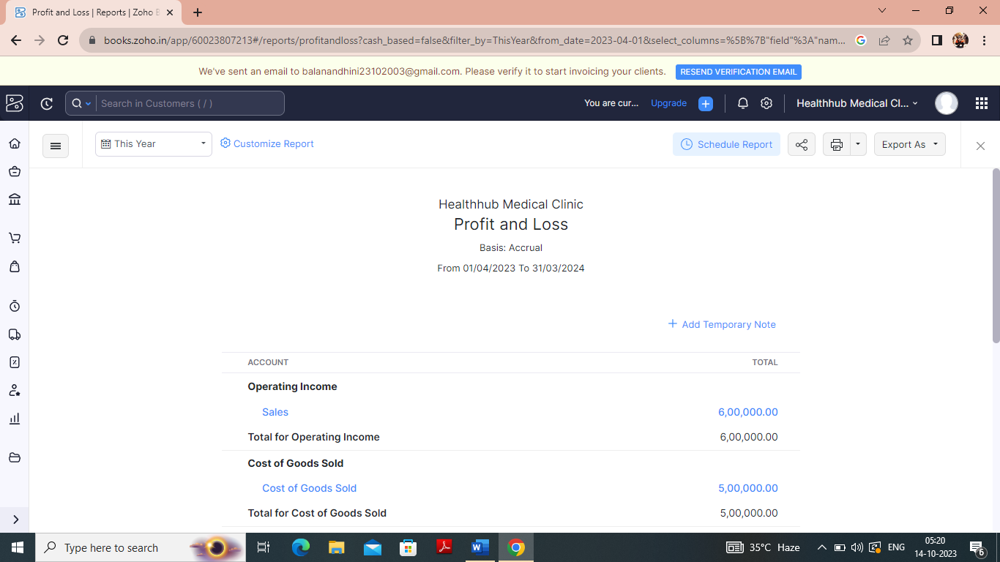 Profit and Loss | Reports | Zoho B
books.zoho.in/app/60023807213#/reports/profitandloss?cash_based=false&filter_by=ThisYear&from_date=2023-04-01&select_columns=%5B%7B"field"%3A"nam...
We've sent an email to balanandhini23102003@gmail.com. Please verify it to start invoicing your clients. RESEND VERIFICATION EMAIL
Search in Customers ( / ) You are cur... Upgrade Healthhub Medical Cl...
This Year Customize Report Schedule Report Export As
Healthhub Medical Clinic
Profit and Loss
Basis: Accrual
From 01/04/2023 To 31/03/2024
Add Temporary Note
ACCOUNT TOTAL
Operating Income
Sales 6,00,000.00
Total for Operating Income 6,00,000.00
Cost of Goods Sold
Cost of Goods Sold 5,00,000.00
Total for Cost of Goods Sold 5,00,000.00
Type here to search 35°C Haze ENG 05:20
14-10-2023 6